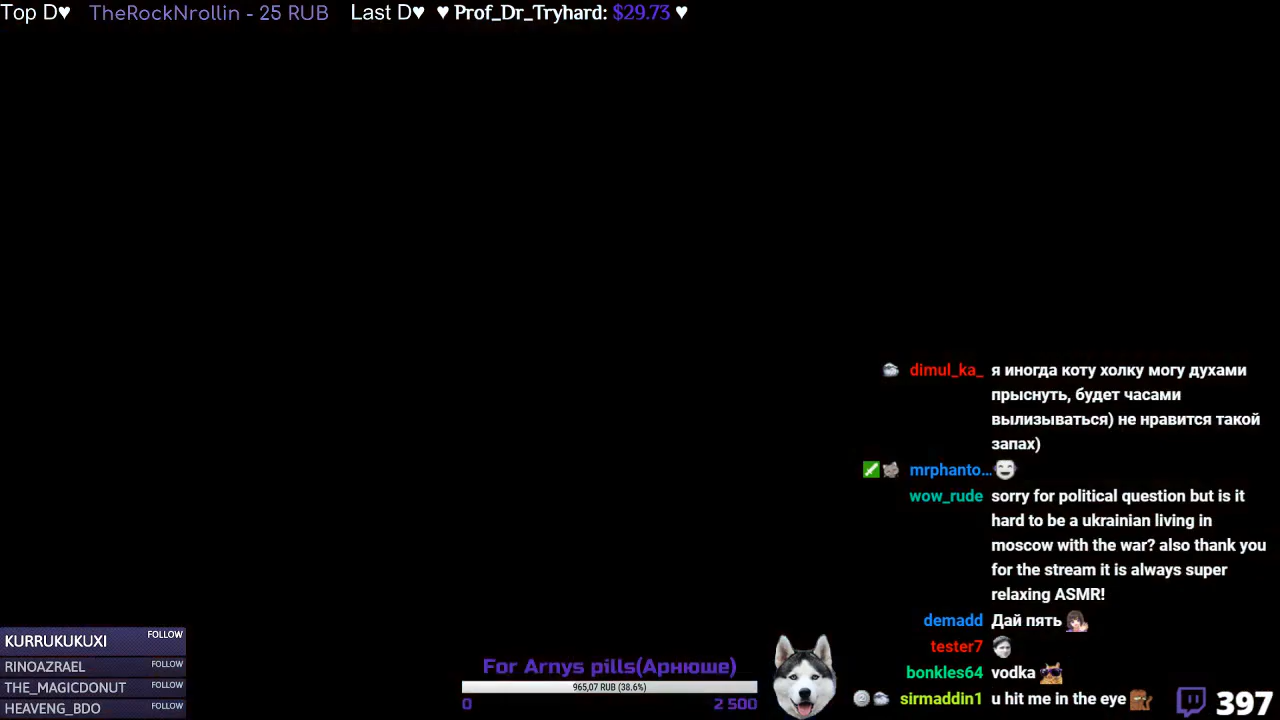 Top D♥ TheRockNrollin - 25 RUB Last D♥ ♥ Prof_Dr_Tryhard: $29.73 ♥
dimul_ka_ я иногда коту холку могу духами
прыснуть, будет часами
вылизываться) не нравится такой
запах)
mrphanto…
wow_rude sorry for political question but is it
hard to be a ukrainian living in
moscow with the war? also thank you
for the stream it is always super
relaxing ASMR!
demadd Дай пять
tester7
bonkles64 vodka
sirmaddin1 u hit me in the eye
KURRUKUKUXI FOLLOW
RINOAZRAEL FOLLOW
THE_MAGICDONUT FOLLOW
HEAVENG_BDO FOLLOW
For Arnys pills(Арнюше)
965,07 RUB (38.6%)
0 2 500
397